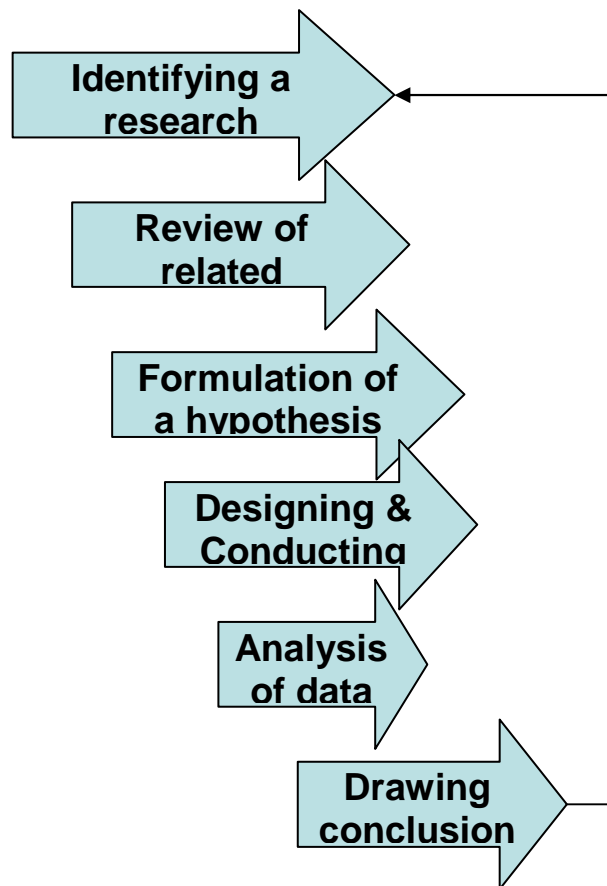 Identifying a
research
Review of
related
Formulation of
a hypothesis
Designing &
Conducting
Analysis
of data
Drawing
conclusion